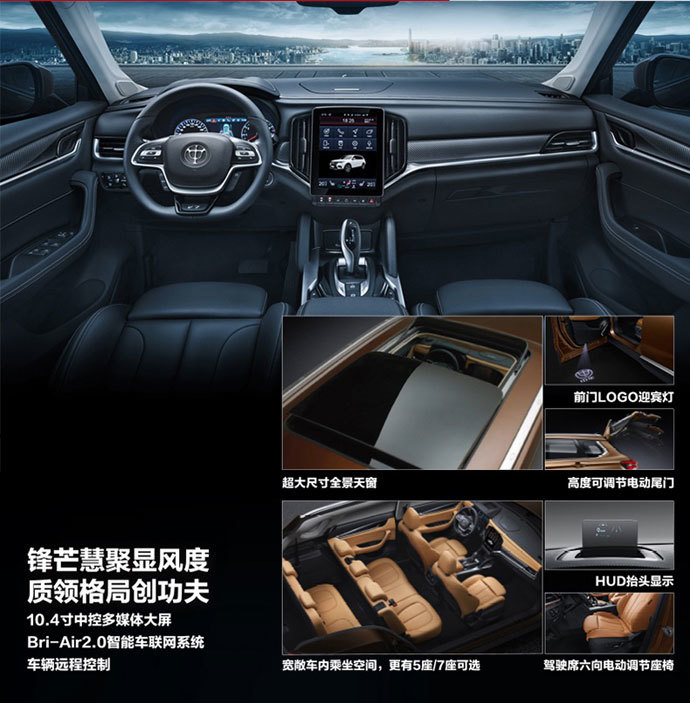 18:25
203
203
V7
超大尺寸全景天窗
前门LOGO迎宾灯
高度可调节电动尾门
锋芒慧聚显风度
质领格局创功夫
10.4寸中控多媒体大屏
Bri-Air2.0智能车联网系统
车辆远程控制
宽敞车内乘坐空间，更有5座/7座可选
HUD抬头显示
驾驶席六向电动调节座椅